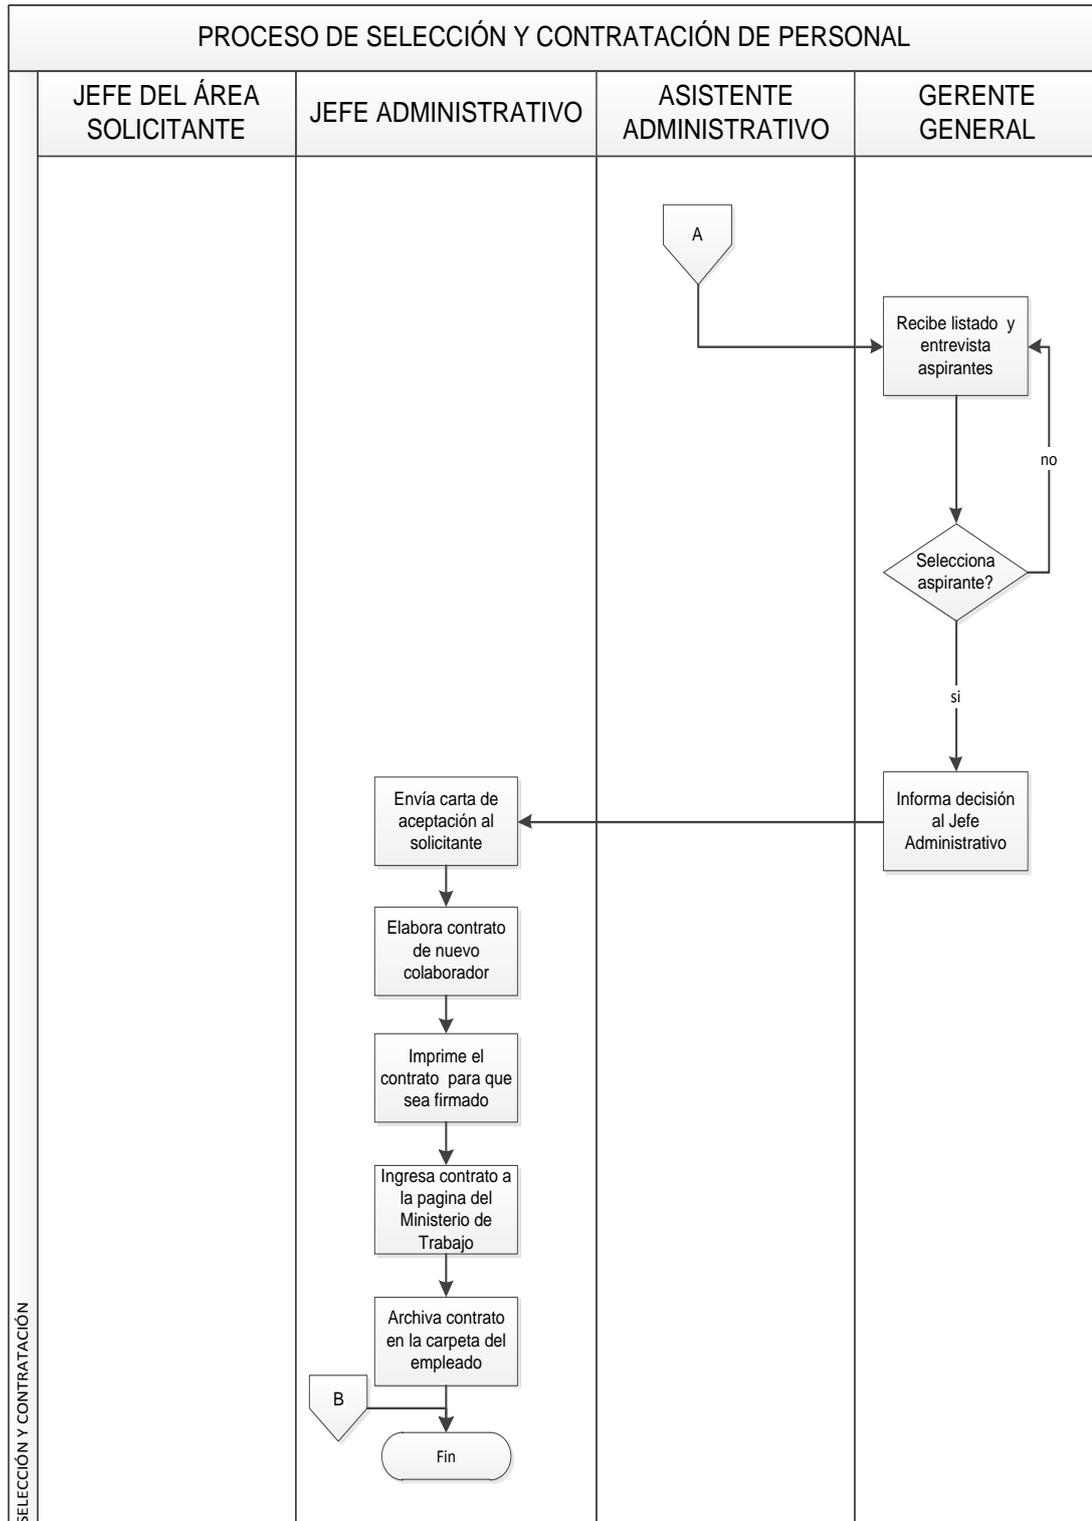 PROCESO DE SELECCIÓN Y CONTRATACIÓN DE PERSONAL
JEFE DEL ÁREA
SOLICITANTE
JEFE ADMINISTRATIVO
ASISTENTE
ADMINISTRATIVO
GERENTE
GENERAL
A
Recibe listado y
entrevista
aspirantes
no
Selecciona
aspirante?
si
Informa decisión
al Jefe
Administrativo
Envía carta de
aceptación al
solicitante
Elabora contrato
de nuevo
colaborador
Imprime el
contrato para que
sea firmado
Ingresa contrato a
la pagina del
Ministerio de
Trabajo
Archiva contrato
en la carpeta del
empleado
B
Fin
SELECCIÓN Y CONTRATACIÓN